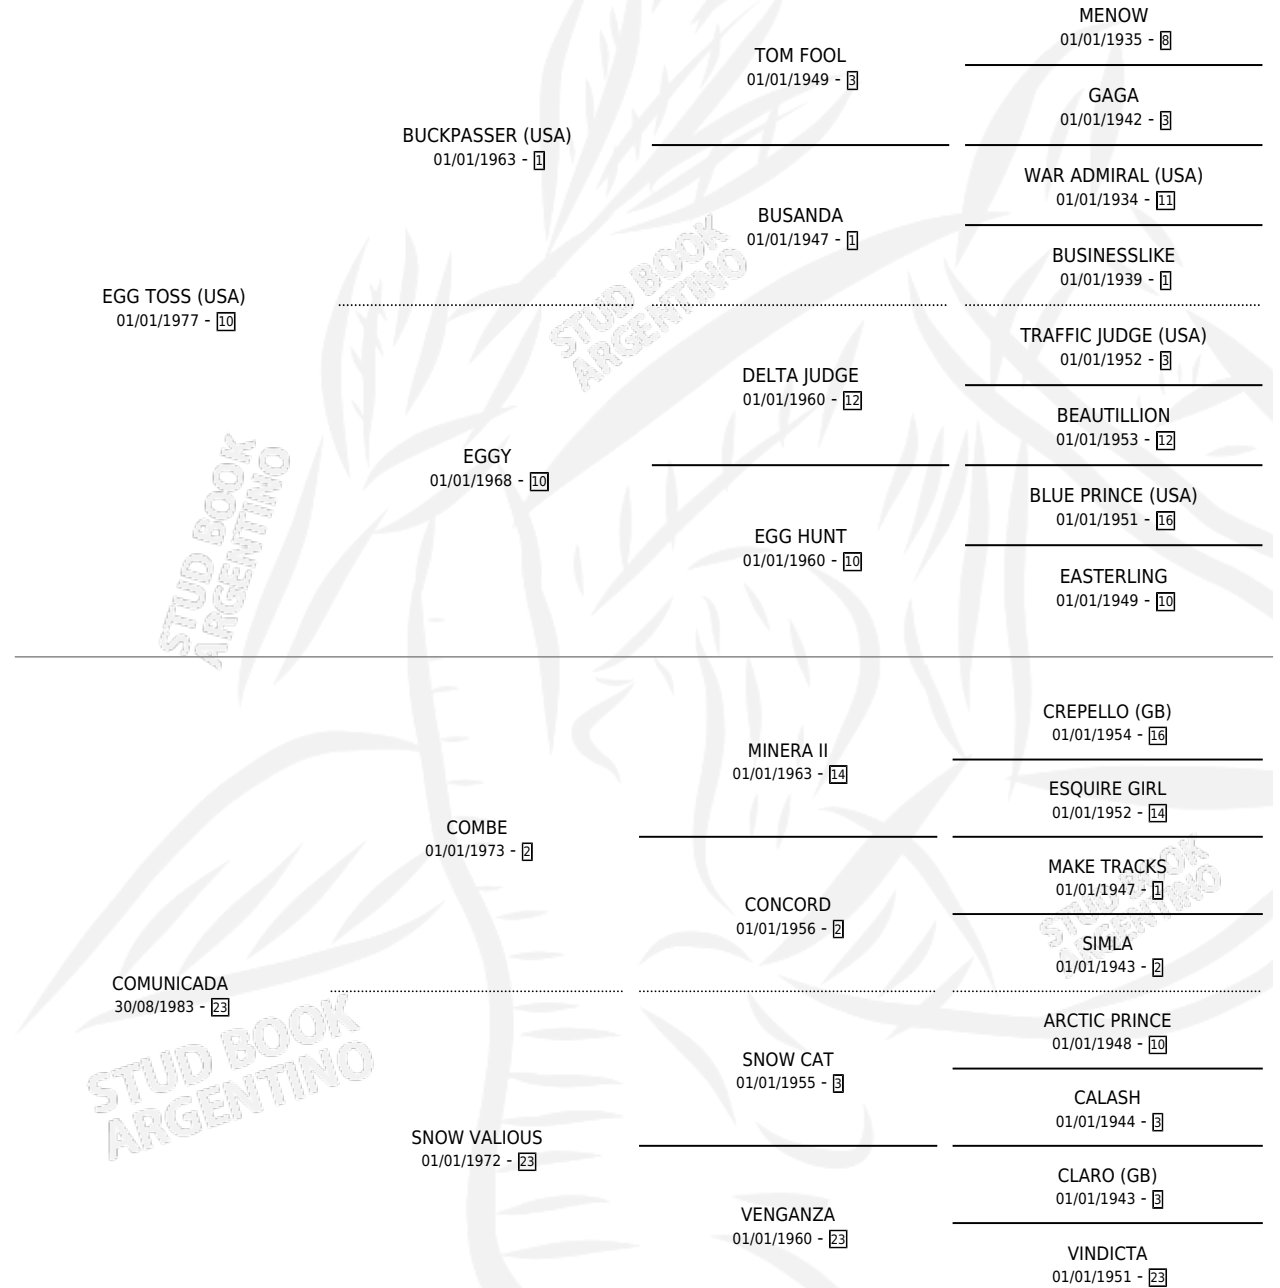 MENOW
01/01/1935 - 8
TOM FOOL
01/01/1949 - 3
GAGA
01/01/1942 - 3
BUCKPASSER (USA)
01/01/1963 - 1
WAR ADMIRAL (USA)
01/01/1934 - 11
BUSANDA
01/01/1947 - 1
BUSINESSLIKE
01/01/1939 - 1
EGG TOSS (USA)
01/01/1977 - 10
TRAFFIC JUDGE (USA)
01/01/1952 - 3
DELTA JUDGE
01/01/1960 - 12
BEAUTILLION
01/01/1953 - 12
EGGY
01/01/1968 - 10
BLUE PRINCE (USA)
01/01/1951 - 16
EGG HUNT
01/01/1960 - 10
EASTERLING
01/01/1949 - 10
CREPELLO (GB)
01/01/1954 - 16
MINERA II
01/01/1963 - 14
ESQUIRE GIRL
01/01/1952 - 14
COMBE
01/01/1973 - 2
MAKE TRACKS
01/01/1947 - 1
CONCORD
01/01/1956 - 2
SIMLA
01/01/1943 - 2
COMUNICADA
30/08/1983 - 23
ARCTIC PRINCE
01/01/1948 - 10
SNOW CAT
01/01/1955 - 3
CALASH
01/01/1944 - 3
SNOW VALIOUS
01/01/1972 - 23
CLARO (GB)
01/01/1943 - 3
VENGANZA
01/01/1960 - 23
VINDICTA
01/01/1951 - 23
STUD BOOK
ARGENTINO
STUD BOOK
ARGENTINO
STUD BOOK
ARGENTINO
STUD BOOK
ARGENTINO